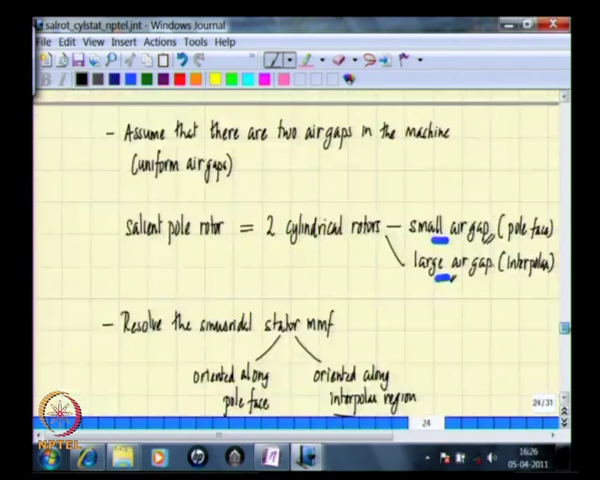 salrot_cylstat_nptel.jnt - Windows Journal
File Edit View Insert Actions Tools Help
- Assume that there are two airgaps in the machine
(uniform airgaps)
salient pole rotor = 2 cylindrical rotors - small airgap (pole face)
large airgap (interpolar)
- Resolve the sinusoidal stator mmf
oriented along oriented along
pole face interpolar region
24/31
24
NPTEL
16:26
05-04-2011